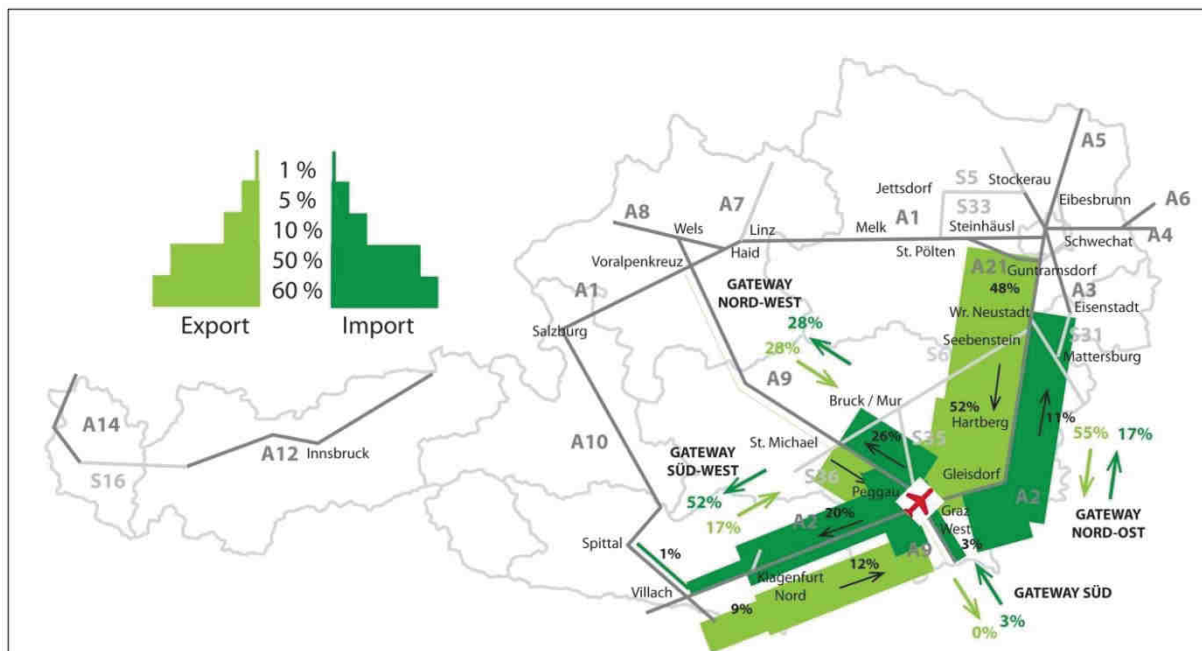 1 %
5 %
10 %
50 %
60 %
Export
Import
A5
A6
A4
S5
Stockerau
Jettsdorf
Eibesbrunn
S33
A7
A8
A1
Wels
Linz
Melk
Steinhäusl
Schwechat
St. Pölten
Haid
Voralpenkreuz
A21
Guntramsdorf
48%
A3
A1
GATEWAY
NORD-WEST
28%
28%
Wr. Neustadt
Eisenstadt
Salzburg
Seebenstein
S31
Mattersburg
S6
A9
Bruck / Mur
52%
Hartberg
11%
A14
A12
Innsbruck
S16
A10
St. Michael
26%
S35
55%
17%
GATEWAY
SÜD-WEST
52%
17%
S36
Peggau
Gleisdorf
A2
GATEWAY
NORD-OST
20%
A2
Graz
West
A9
3%
Spittal
1%
12%
Klagenfurt
Nord
Villach
9%
GATEWAY SÜD
0%
3%